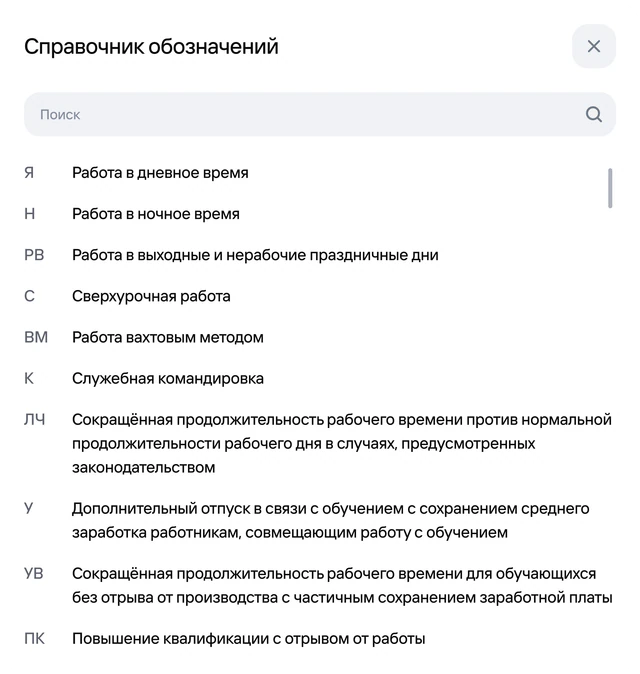 Справочник обозначений
Поиск
Я Работа в дневное время
Н Работа в ночное время
РВ Работа в выходные и нерабочие праздничные дни
С Сверхурочная работа
ВМ Работа вахтовым методом
К Служебная командировка
ЛЧ Сокращённая продолжительность рабочего времени против нормальной
продолжительности рабочего дня в случаях, предусмотренных
законодательством
У Дополнительный отпуск в связи с обучением с сохранением среднего
заработка работникам, совмещающим работу с обучением
УВ Сокращённая продолжительность рабочего времени для обучающихся
без отрыва от производства с частичным сохранением заработной платы
ПК Повышение квалификации с отрывом от работы